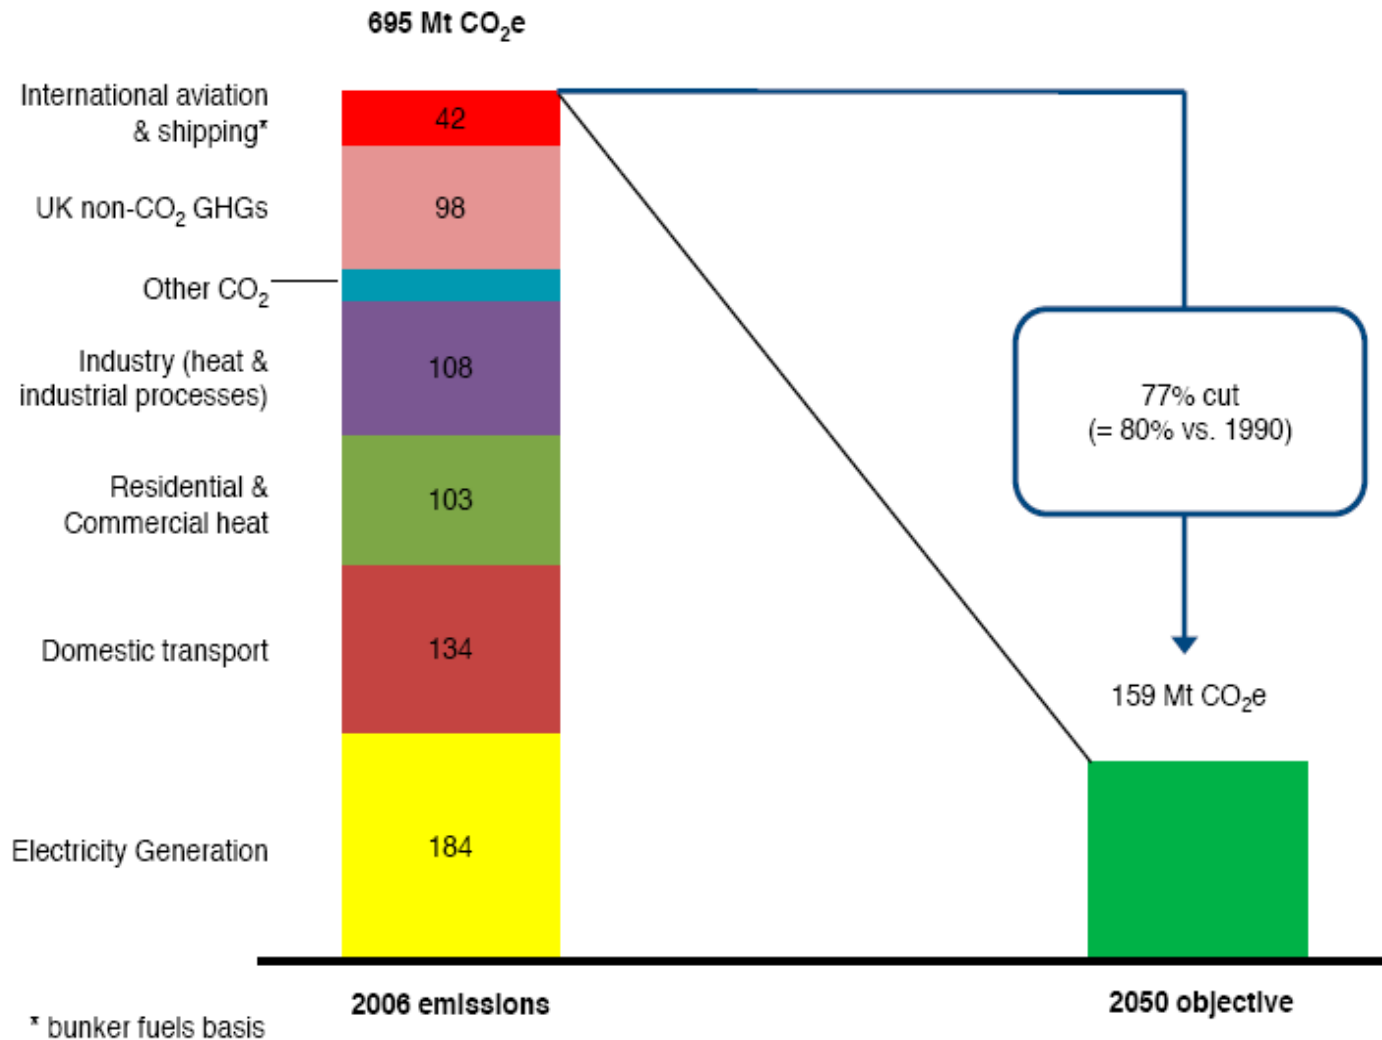 695 Mt CO₂e
International aviation
& shipping*
42
UK non-CO₂ GHGs
98
Other CO₂
Industry (heat &
industrial processes)
108
Residential &
Commercial heat
103
Domestic transport
134
Electricity Generation
184
77% cut
(= 80% vs. 1990)
159 Mt CO₂e
2006 emissions
2050 objective
* bunker fuels basis